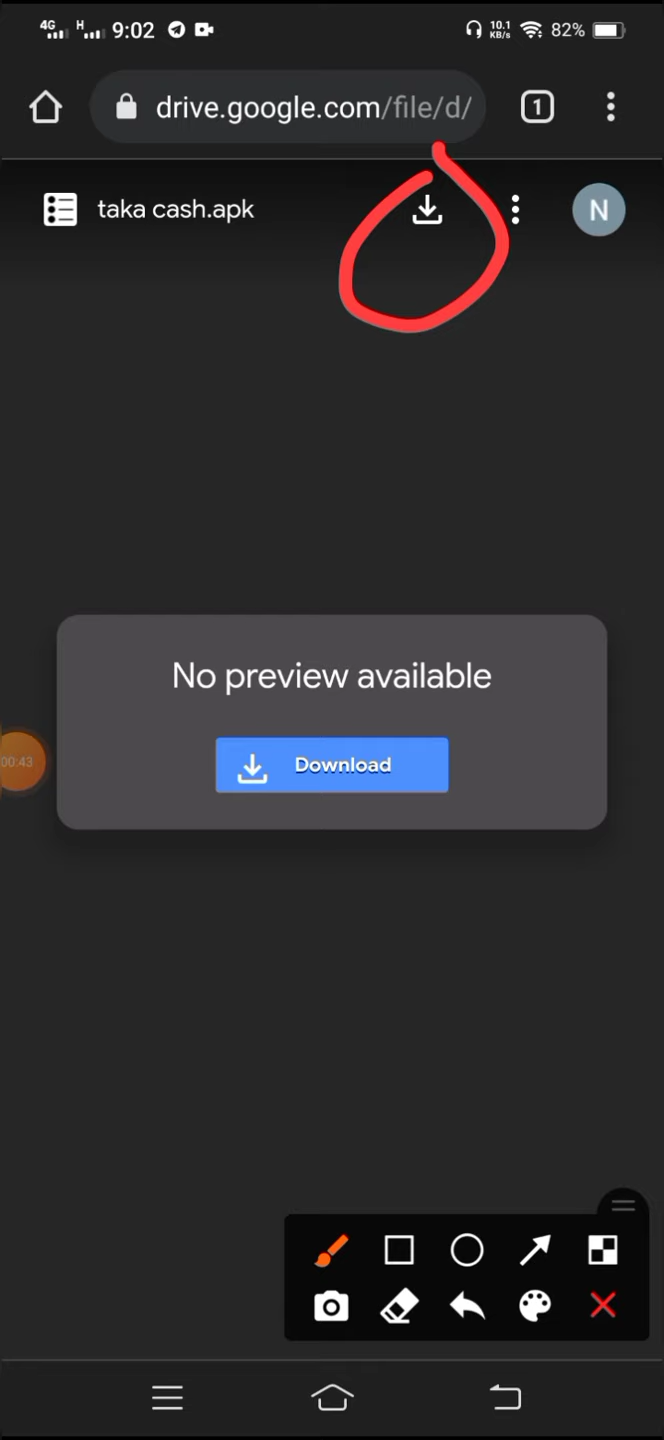 4G H 9:02 10.1 KB/s 82%
drive.google.com/file/d/ 1
taka cash.apk N
No preview available
Download
00:43